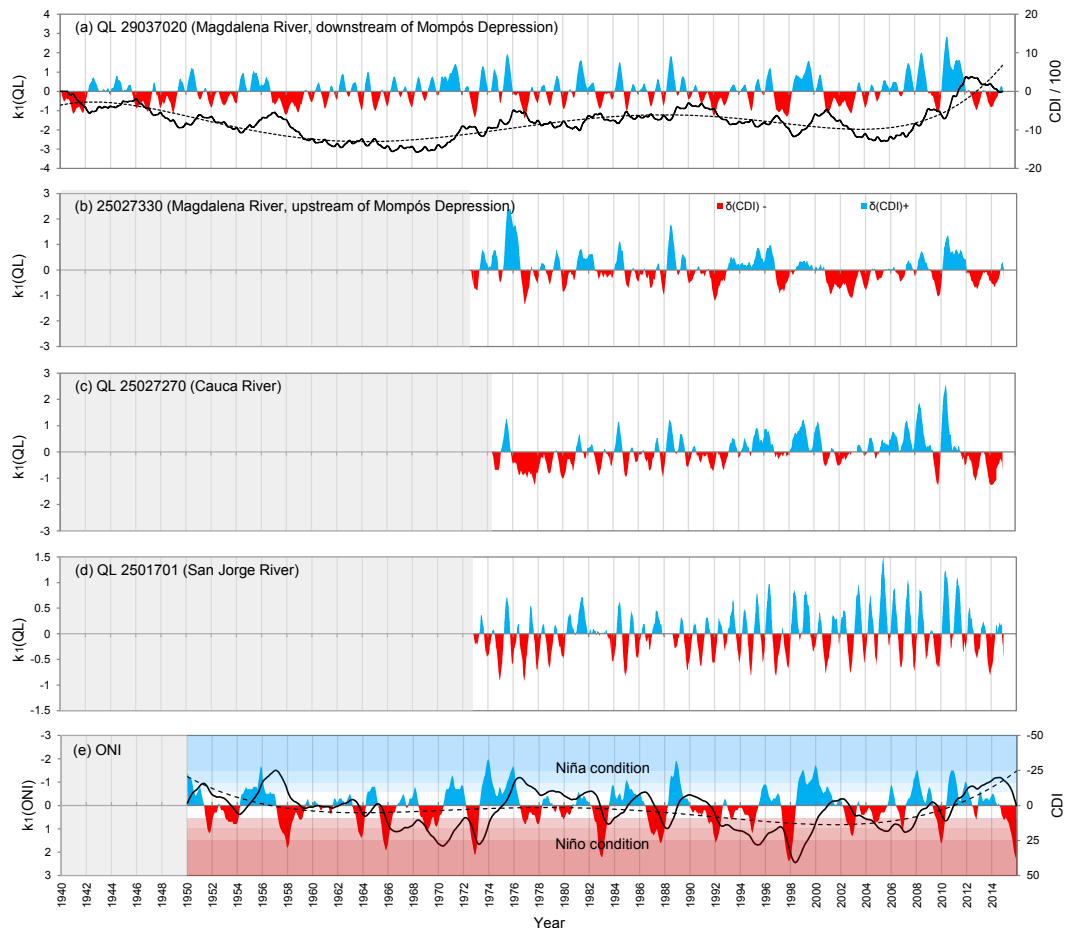 (a) QL 29037020 (Magdalena River, downstream of Mompós Depression)
4
3
2
1
0
-1
-2
-3
-4
k1(QL)
20
10
0
-10
-20
CDI / 100
(b) 25027330 (Magdalena River, upstream of Mompós Depression)
δ(CDI) -
δ(CDI)+
3
2
1
0
-1
-2
-3
k1(QL)
(c) QL 25027270 (Cauca River)
3
2
1
0
-1
-2
-3
k1(QL)
(d) QL 2501701 (San Jorge River)
1.5
1
0.5
0
-0.5
-1
-1.5
k1(QL)
(e) ONI
-3
-2
-1
0
1
2
3
k1(ONI)
Niña condition
Niño condition
-50
-25
0
25
50
CDI
1940 1942 1944 1946 1948 1950 1952 1954 1956 1958 1960 1962 1964 1966 1968 1970 1972 1974 1976 1978 1980 1982 1984 1986 1988 1990 1992 1994 1996 1998 2000 2002 2004 2006 2008 2010 2012 2014
Year